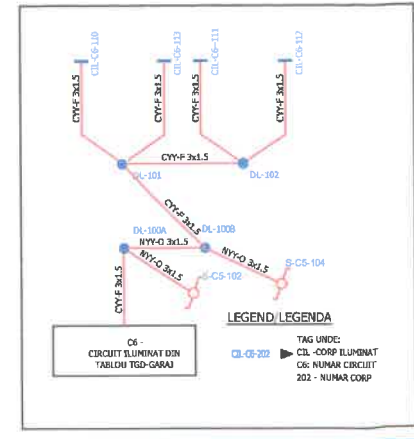 CIL-C6-110
CIL-C6-113
CIL-C6-111
CIL-C6-112
CYY-F 3x1.5
CYY-F 3x1.5
CYY-F 3x1.5
CYY-F 3x1.5
CYY-F 3x1.5
DL-101
DL-102
CYY-F 3x1.5
DL-100A
DL-100B
NYY-O 3x1.5
NYY-O 3x1.5
NYY-O 3x1.5
CYY-F 3x1.5
S-C5-102
S-C5-104
LEGEND/LEGENDA
C6 -
CIRCUIT ILUMINAT DIN
TABLOU TGD-GARAJ
CIL-C6-202
TAG UNDE:
CIL -CORP ILUMINAT
C6: NUMAR CIRCUIT
202 - NUMAR CORP